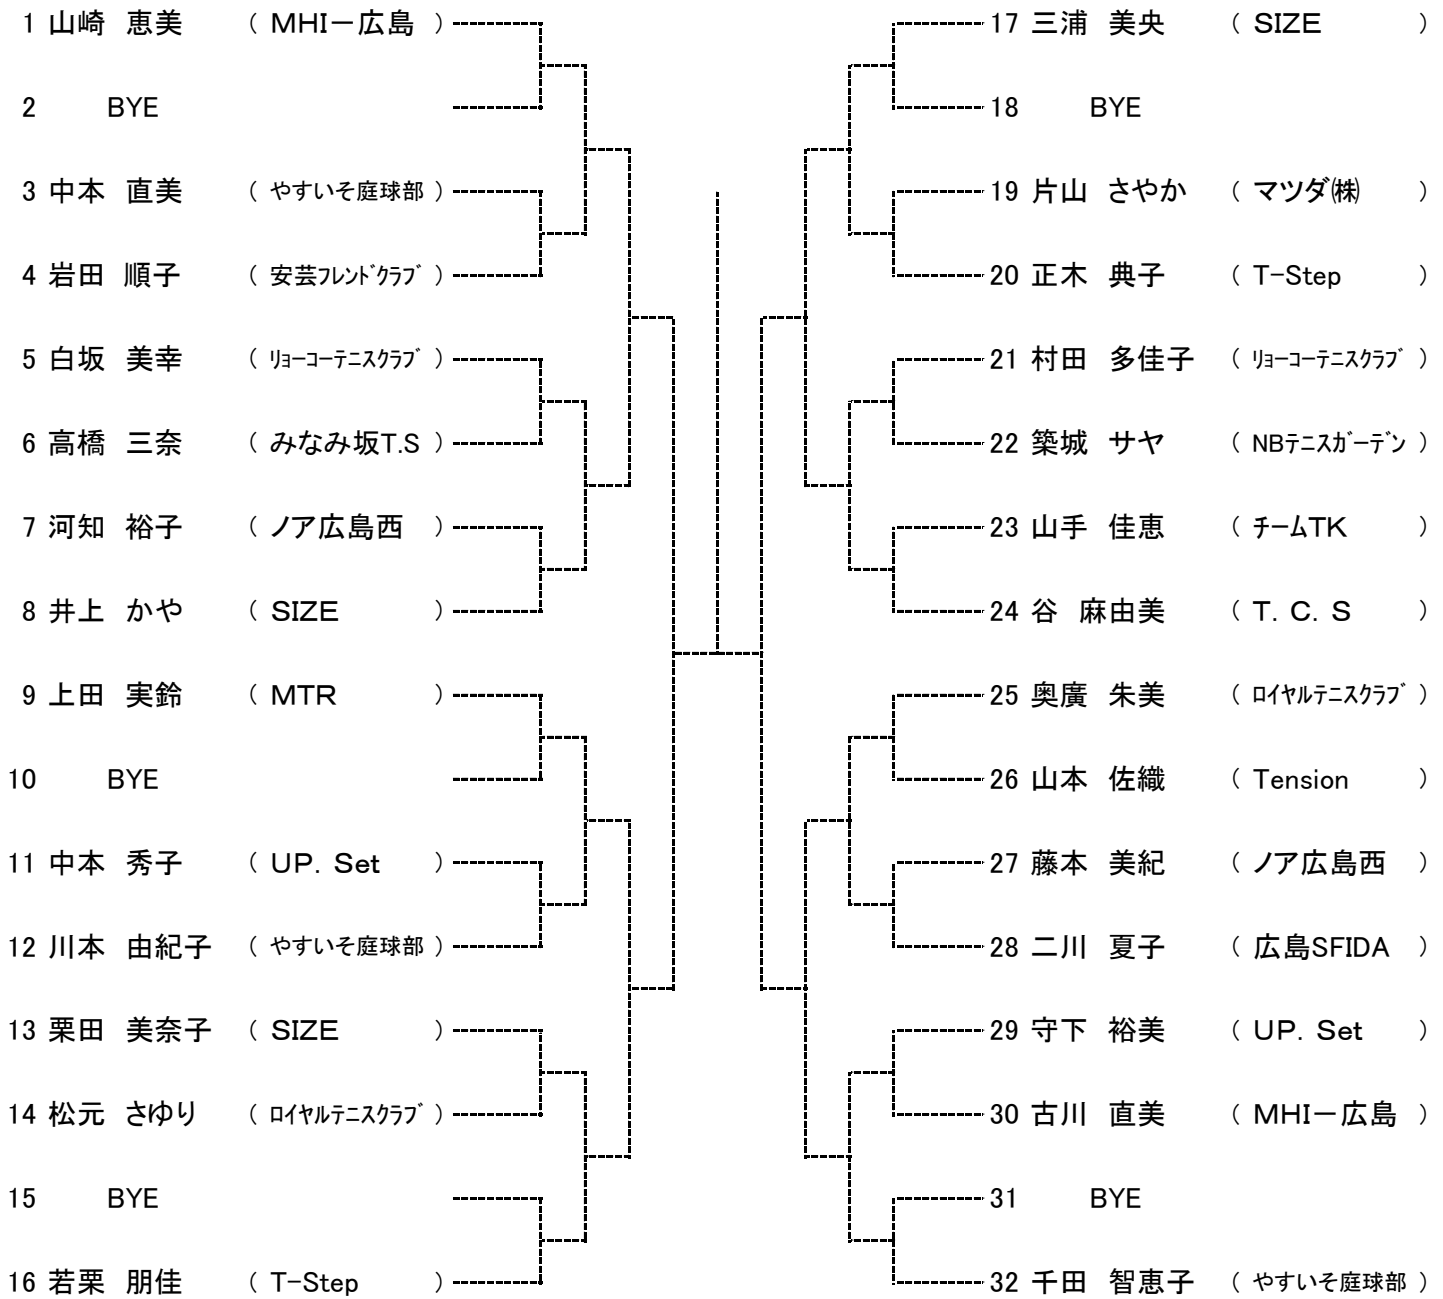 1 山崎 恵美 ( MHI－広島 )
2 BYE
3 中本 直美 ( やすいそ庭球部 )
4 岩田 順子 ( 安芸ﾌﾚﾝﾄﾞｸﾗﾌﾞ )
5 白坂 美幸 ( ﾘｮｰｺｰﾃﾆｽｸﾗﾌﾞ )
6 高橋 三奈 ( みなみ坂T.S )
7 河知 裕子 ( ノア広島西 )
8 井上 かや ( SIZE )
9 上田 実鈴 ( MTR )
10 BYE
11 中本 秀子 ( UP. Set )
12 川本 由紀子 ( やすいそ庭球部 )
13 栗田 美奈子 ( SIZE )
14 松元 さゆり ( ﾛｲﾔﾙﾃﾆｽｸﾗﾌﾞ )
15 BYE
16 若栗 朋佳 ( T-Step )
17 三浦 美央 ( SIZE )
18 BYE
19 片山 さやか ( マツダ㈱ )
20 正木 典子 ( T-Step )
21 村田 多佳子 ( ﾘｮｰｺｰﾃﾆｽｸﾗﾌﾞ )
22 築城 サヤ ( NBﾃﾆｽｶﾞｰﾃﾞﾝ )
23 山手 佳恵 ( ﾁｰﾑTK )
24 谷 麻由美 ( T. C. S )
25 奥廣 朱美 ( ﾛｲﾔﾙﾃﾆｽｸﾗﾌﾞ )
26 山本 佐織 ( Tension )
27 藤本 美紀 ( ノア広島西 )
28 二川 夏子 ( 広島SFIDA )
29 守下 裕美 ( UP. Set )
30 古川 直美 ( MHI－広島 )
31 BYE
32 千田 智恵子 ( やすいそ庭球部 )